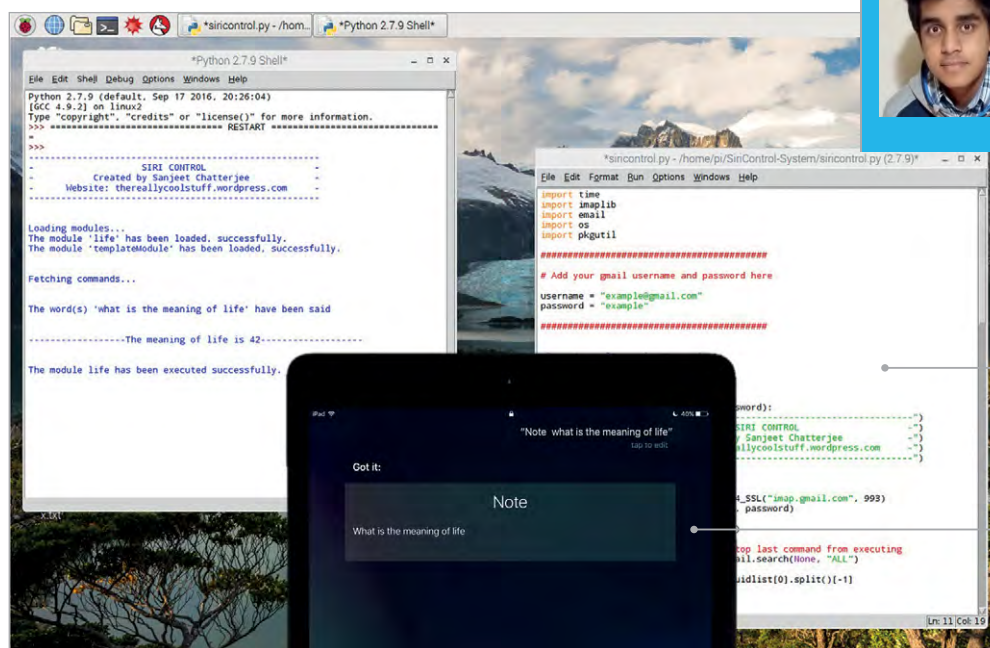 *siricontrol.py - /hom...
*Python 2.7.9 Shell*
*Python 2.7.9 Shell*
File Edit Shell Debug Options Windows Help
Python 2.7.9 (default, Sep 17 2016, 20:26:04)
[GCC 4.9.2] on linux2
Type "copyright", "credits" or "license()" for more information.
>>> ================================ RESTART ================================
=
>>>
----------------------------------------------------------
- SIRI CONTROL -
- Created by Sanjeet Chatterjee -
- Website: thereallycoolstuff.wordpress.com -
----------------------------------------------------------
Loading modules...
The module 'life' has been loaded, successfully.
The module 'templateModule' has been loaded, successfully.
Fetching commands...
The word(s) 'what is the meaning of life' have been said
------------------The meaning of life is 42-------------------
The module life has been executed successfully.
*siricontrol.py - /home/pi/SiriControl-System/siricontrol.py (2.7.9)*
File Edit Format Run Options Windows Help
import time
import imaplib
import email
import os
import pkgutil
##########################################
# Add your gmail username and password here
username = "example@gmail.com"
password = "example"
##########################################
sword):
------------------------------")
SIRI CONTROL -")
y Sanjeet Chatterjee -")
allycoolstuff.wordpress.com -")
------------------------------")
4_SSL("imap.gmail.com", 993)
, password)
top last command from executing
ail.search(None, "ALL")
uidlist[0].split()[-1]
Ln: 11 Col: 19
x.txt
iPad
40%
"Note what is the meaning of life"
tap to edit
Got it:
Note
What is the meaning of life